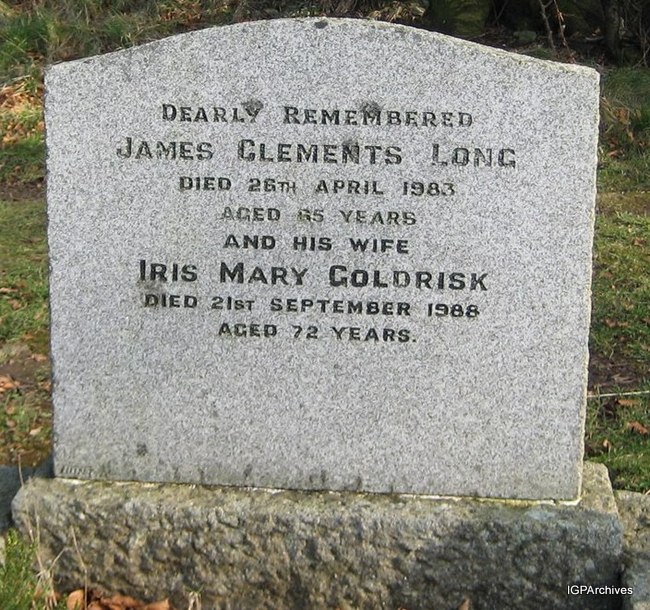 DEARLY REMEMBERED
JAMES CLEMENTS LONG
DIED 26TH APRIL 1983
AGED 65 YEARS
AND HIS WIFE
IRIS MARY GOLDRISK
DIED 21ST SEPTEMBER 1988
AGED 72 YEARS.
IGPArchives